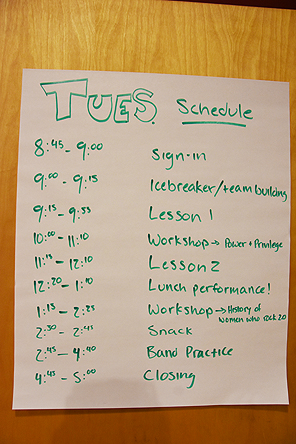 TUES. Schedule
8:45 - 9:00 Sign-in
9:00 - 9:15 Icebreaker/team building
9:15 - 9:55 Lesson 1
10:00 - 11:10 Workshop → Power + Privilege
11:15 - 12:10 Lesson 2
12:20 - 1:10 Lunch performance!
1:15 - 2:25 Workshop → History of
women who rock 2.0
2:30 - 2:45 Snack
2:45 - 4:40 Band Practice
4:45 - 5:00 Closing